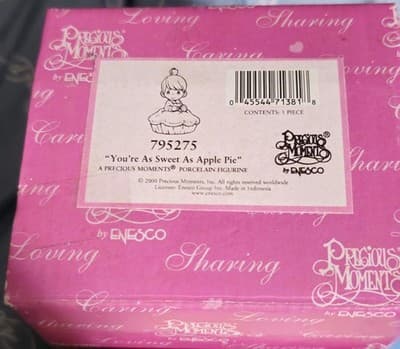 Loving
Sharing
PRECIOUS
MOMENTS
by ENESCO
Caring
0 45544 71381 8
CONTENTS: 1 PIECE
795275
"You're As Sweet As Apple Pie"
A PRECIOUS MOMENTS® PORCELAIN FIGURINE
PRECIOUS
MOMENTS
by ENESCO
© 2000 Precious Moments, Inc. All rights reserved worldwide
Licensee: Enesco Group Inc. Made in Indonesia
www.enesco.com
Cari
by ENESCO
Loving
Sharing
PRECIOUS
MOMENTS
by ENESCO
Caring
Loving
Sharing
PRECIOUS